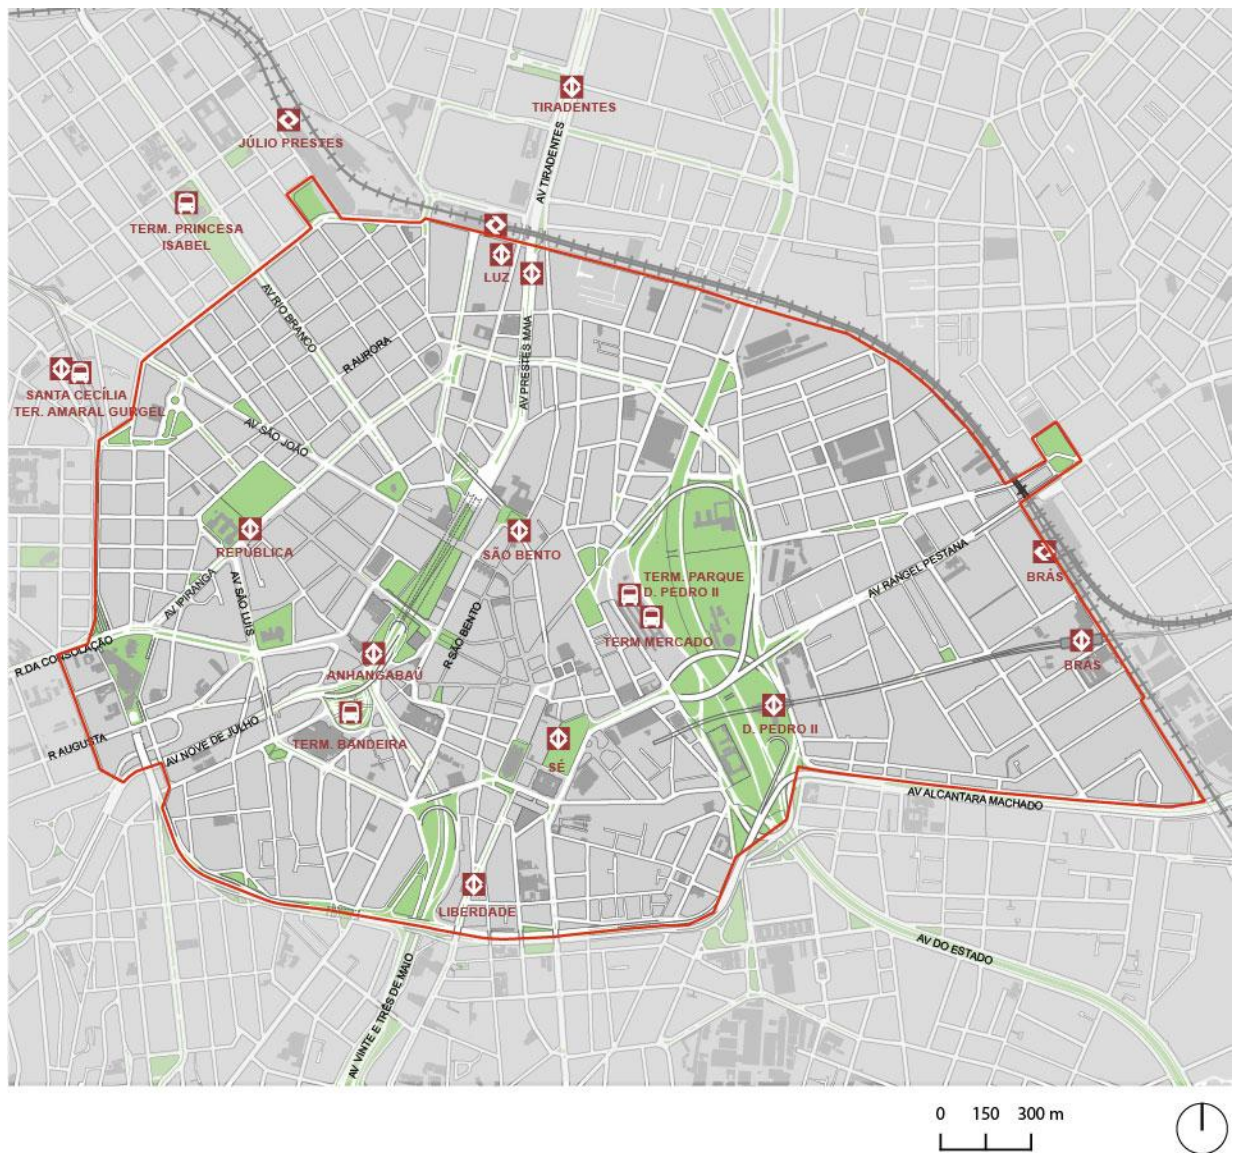 TIRADENTES
JÚLIO PRESTES
AV TIRADENTES
TERM. PRINCESA
ISABEL
LUZ
AV RIO BRANCO
R AURORA
AV PRESTES MAIA
SANTA CECÍLIA
TER. AMARAL GURGEL
AV SÃO JOÃO
REPÚBLICA
SÃO BENTO
AV IPIRANGA
AV SÃO LUÍS
TERM. PARQUE
D. PEDRO II
TERM MERCADO
AV RANGEL PESTANA
BRÁS
R SÃO BENTO
R.DA CONSOLAÇÃO
ANHANGABAÚ
BRÁS
R AUGUSTA
AV NOVE DE JULHO
TERM. BANDEIRA
SÉ
D. PEDRO II
AV ALCANTARA MACHADO
LIBERDADE
AV DO ESTADO
AV VINTE E TRÊS DE MAIO
0 150 300 m